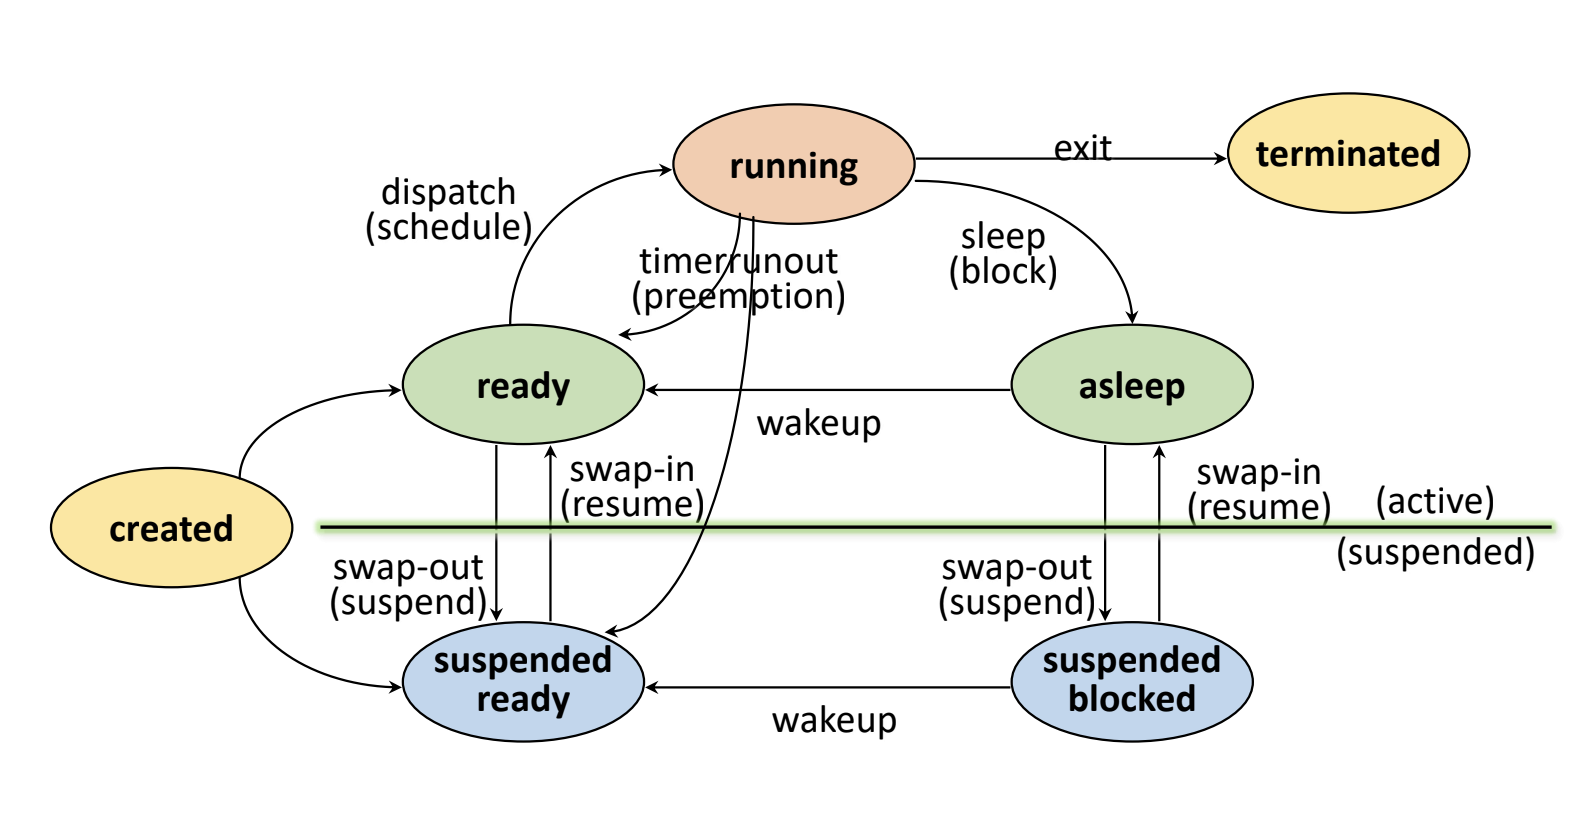 exit
terminated
running
dispatch
(schedule)
sleep
(block)
timerrunout
(preemption)
ready
asleep
wakeup
swap-in
(resume)
swap-in
(resume)
(active)
created
(suspended)
swap-out
(suspend)
swap-out
(suspend)
suspended
ready
suspended
blocked
wakeup